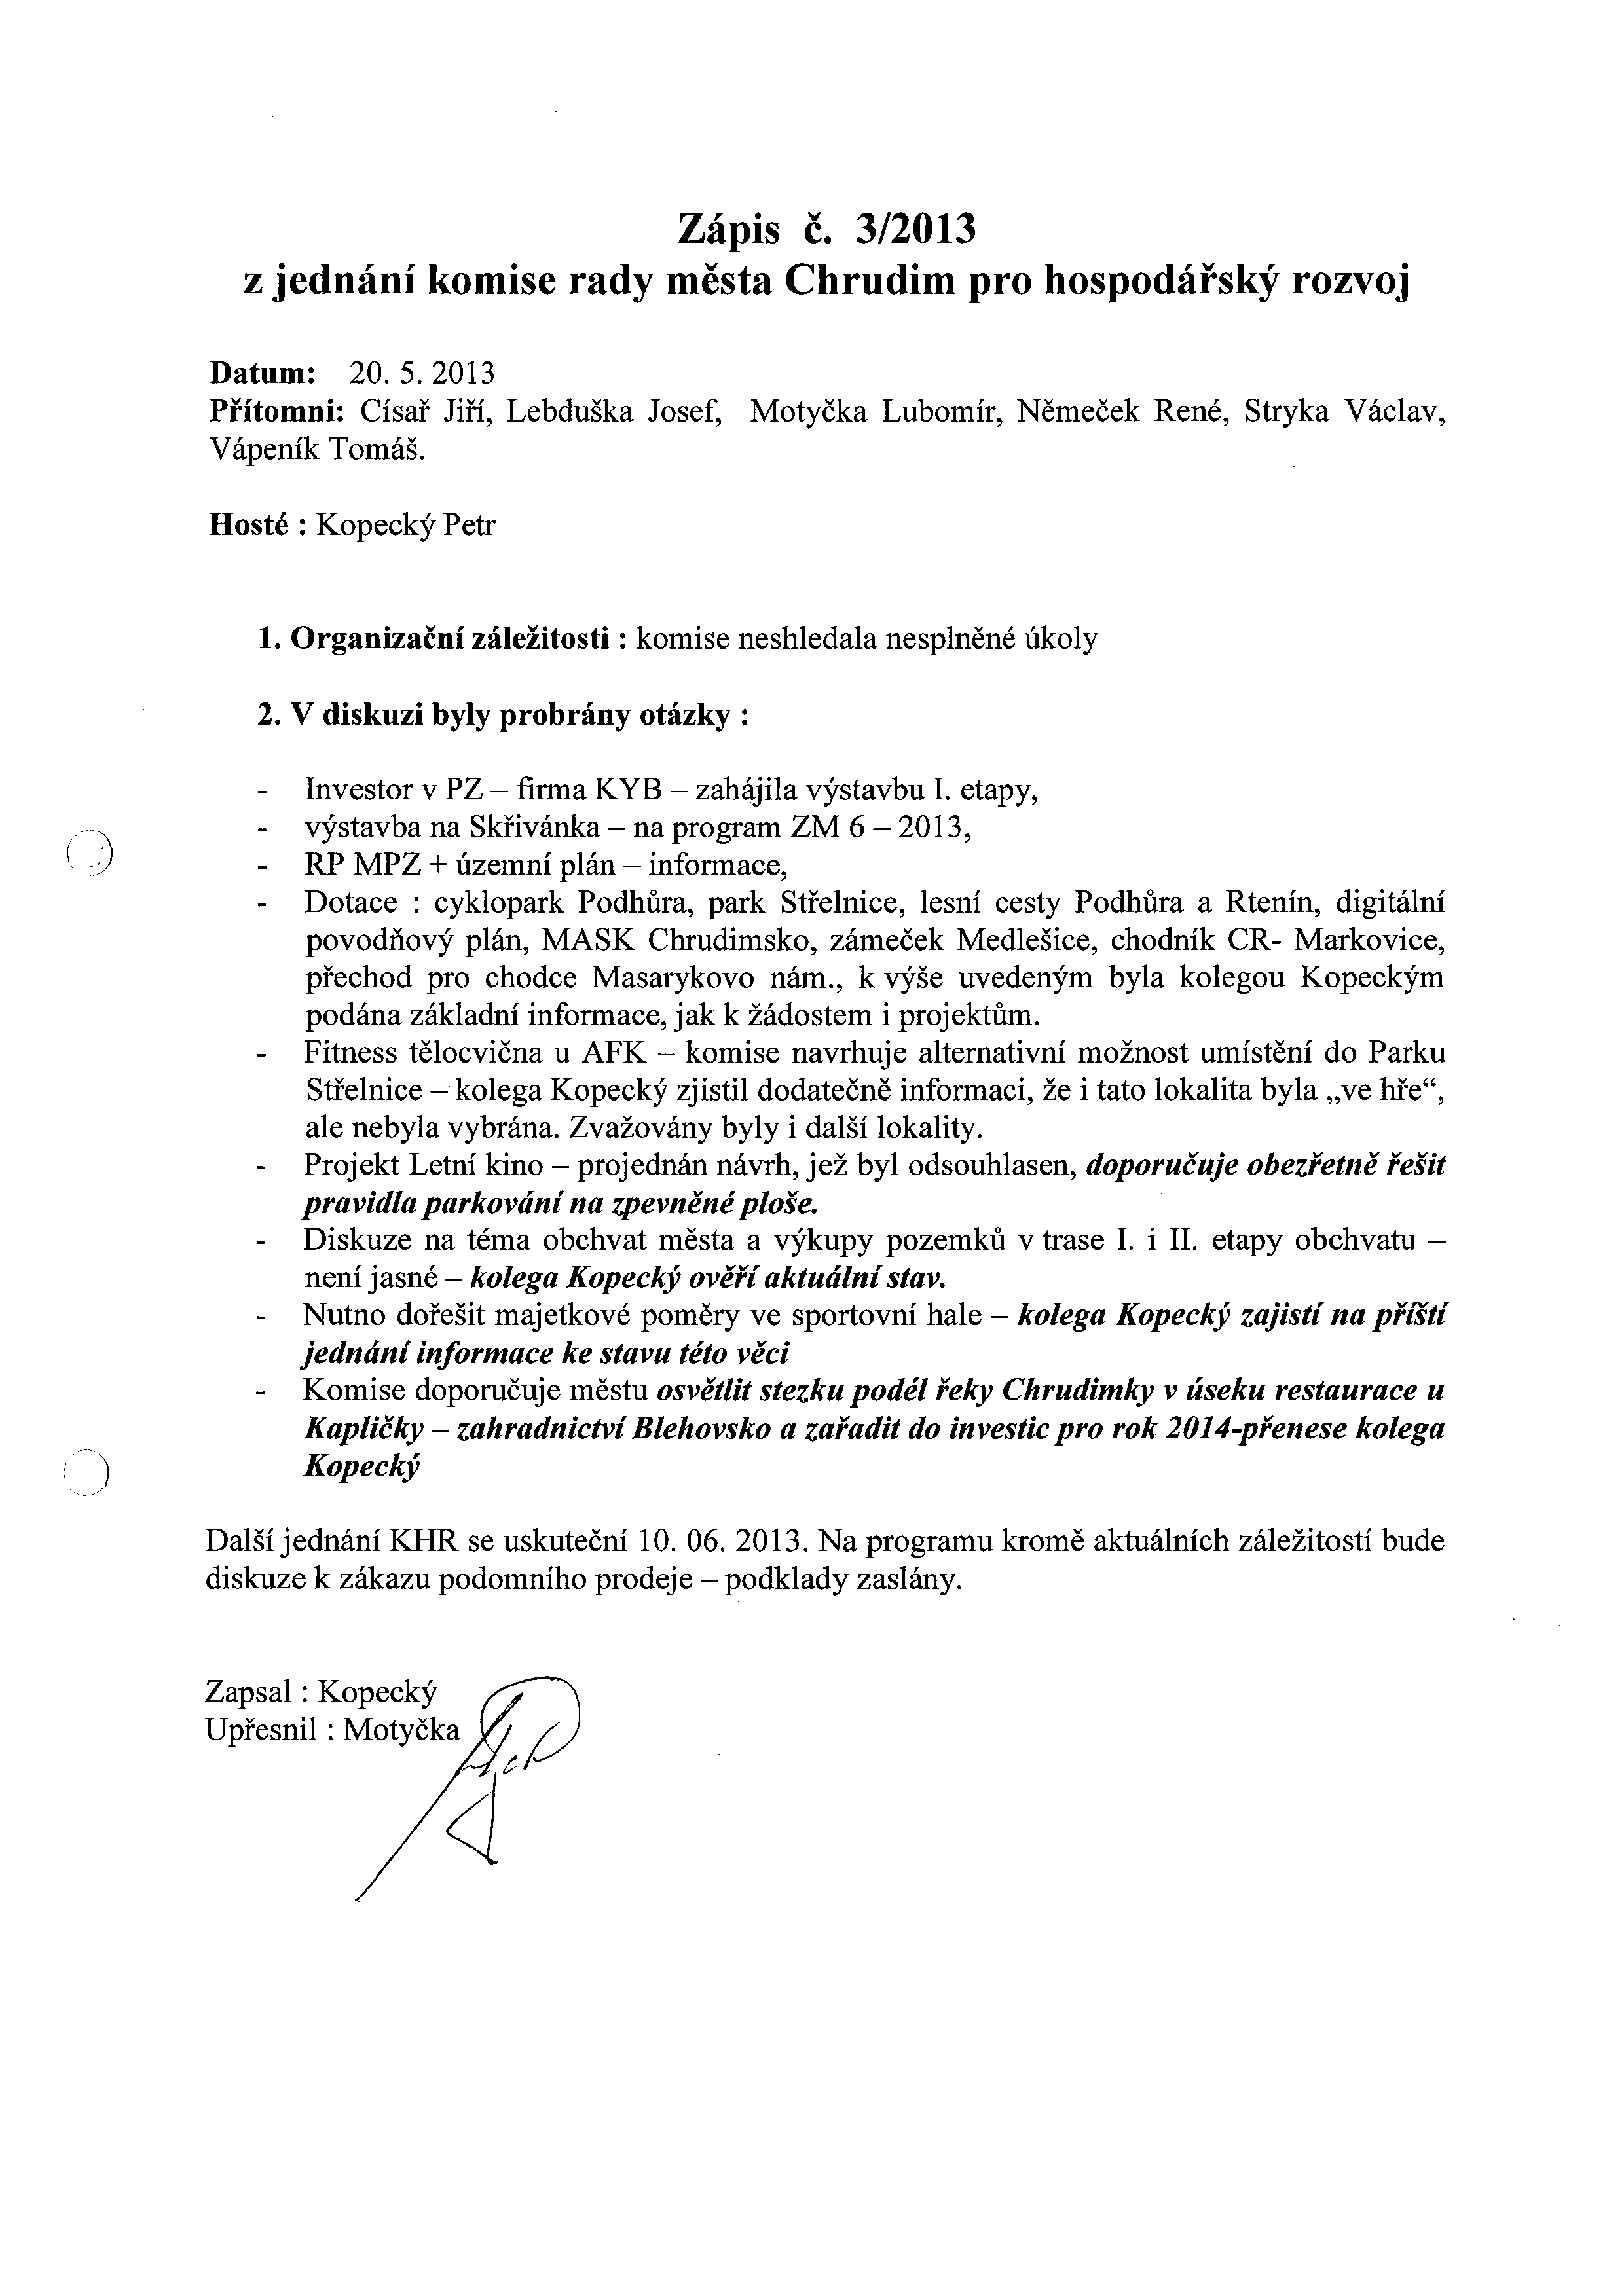 Zápis č. 3/2013
z jednání komise rady města Chrudim pro hospodářský rozvoj
Datum: 20. 5. 2013
Přítomni: Císař Jiří, Lebduška Josef, Motyčka Lubomír, Němeček René, Stryka Václav,
Vápeník Tomáš.
Hosté : Kopecký Petr
1. Organizační záležitosti : komise neshledala nesplněné úkoly
2. V diskuzi byly probrány otázky :
- Investor v PZ – firma KYB – zahájila výstavbu I. etapy,
- výstavba na Skřivánka – na program ZM 6 – 2013,
- RP MPZ + územní plán – informace,
- Dotace : cyklopark Podhůra, park Střelnice, lesní cesty Podhůra a Rtenín, digitální
povodňový plán, MASK Chrudimsko, zámeček Medlešice, chodník CR- Markovice,
přechod pro chodce Masarykovo nám., k výše uvedeným byla kolegou Kopeckým
podána základní informace, jak k žádostem i projektům.
- Fitness tělocvična u AFK – komise navrhuje alternativní možnost umístění do Parku
Střelnice – kolega Kopecký zjistil dodatečně informaci, že i tato lokalita byla „ve hře“,
ale nebyla vybrána. Zvažovány byly i další lokality.
- Projekt Letní kino – projednán návrh, jež byl odsouhlasen, doporučuje obezřetně řešit
pravidla parkování na zpevněné ploše.
- Diskuze na téma obchvat města a výkupy pozemků v trase I. i II. etapy obchvatu –
není jasné – kolega Kopecký ověří aktuální stav.
- Nutno dořešit majetkové poměry ve sportovní hale – kolega Kopecký zajistí na příští
jednání informace ke stavu této věci
- Komise doporučuje městu osvětlit stezku podél řeky Chrudimky v úseku restaurace u
Kapličky – zahradnictví Blehovsko a zařadit do investic pro rok 2014-přenese kolega
Kopecký
Další jednání KHR se uskuteční 10. 06. 2013. Na programu kromě aktuálních záležitostí bude
diskuze k zákazu podomního prodeje – podklady zaslány.
Zapsal : Kopecký
Upřesnil : Motyčka